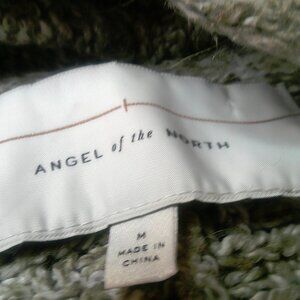 ANGEL of the NORTH
M
MADE IN
CHINA